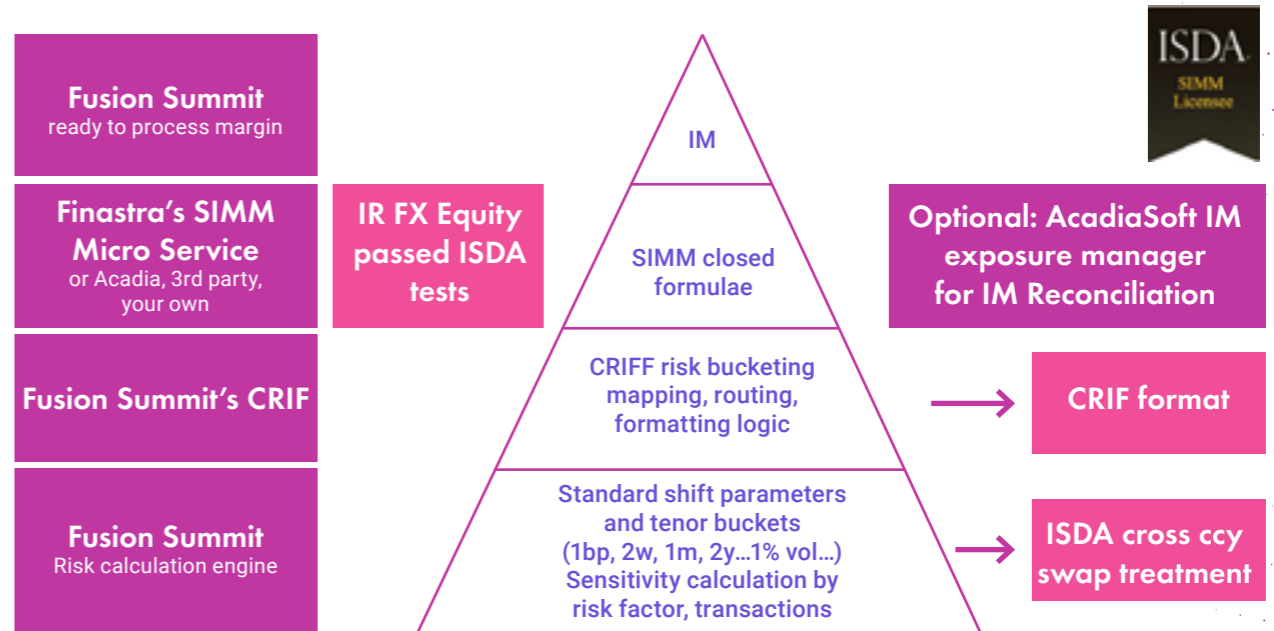 Fusion Summit
ready to process margin
Finastra's SIMM
Micro Service
or Acadia, 3rd party,
your own
Fusion Summit's CRIF
Fusion Summit
Risk calculation engine
IR FX Equity
passed ISDA
tests
IM
SIMM closed
formulae
CRIFF risk bucketing
mapping, routing,
formatting logic
Standard shift parameters
and tenor buckets
(1bp, 2w, 1m, 2y...1% vol...)
Sensitivity calculation by
risk factor, transactions
ISDA
SIMM
Licensee
Optional: AcadiaSoft IM
exposure manager
for IM Reconciliation
CRIF format
ISDA cross ccy
swap treatment